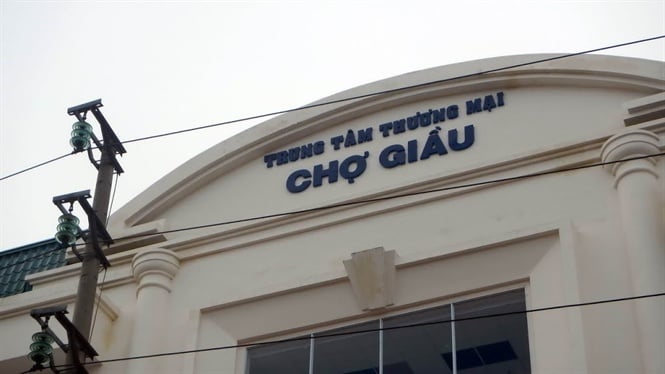 TRUNG TÂM THƯƠNG MẠI
CHỢ GIẦU